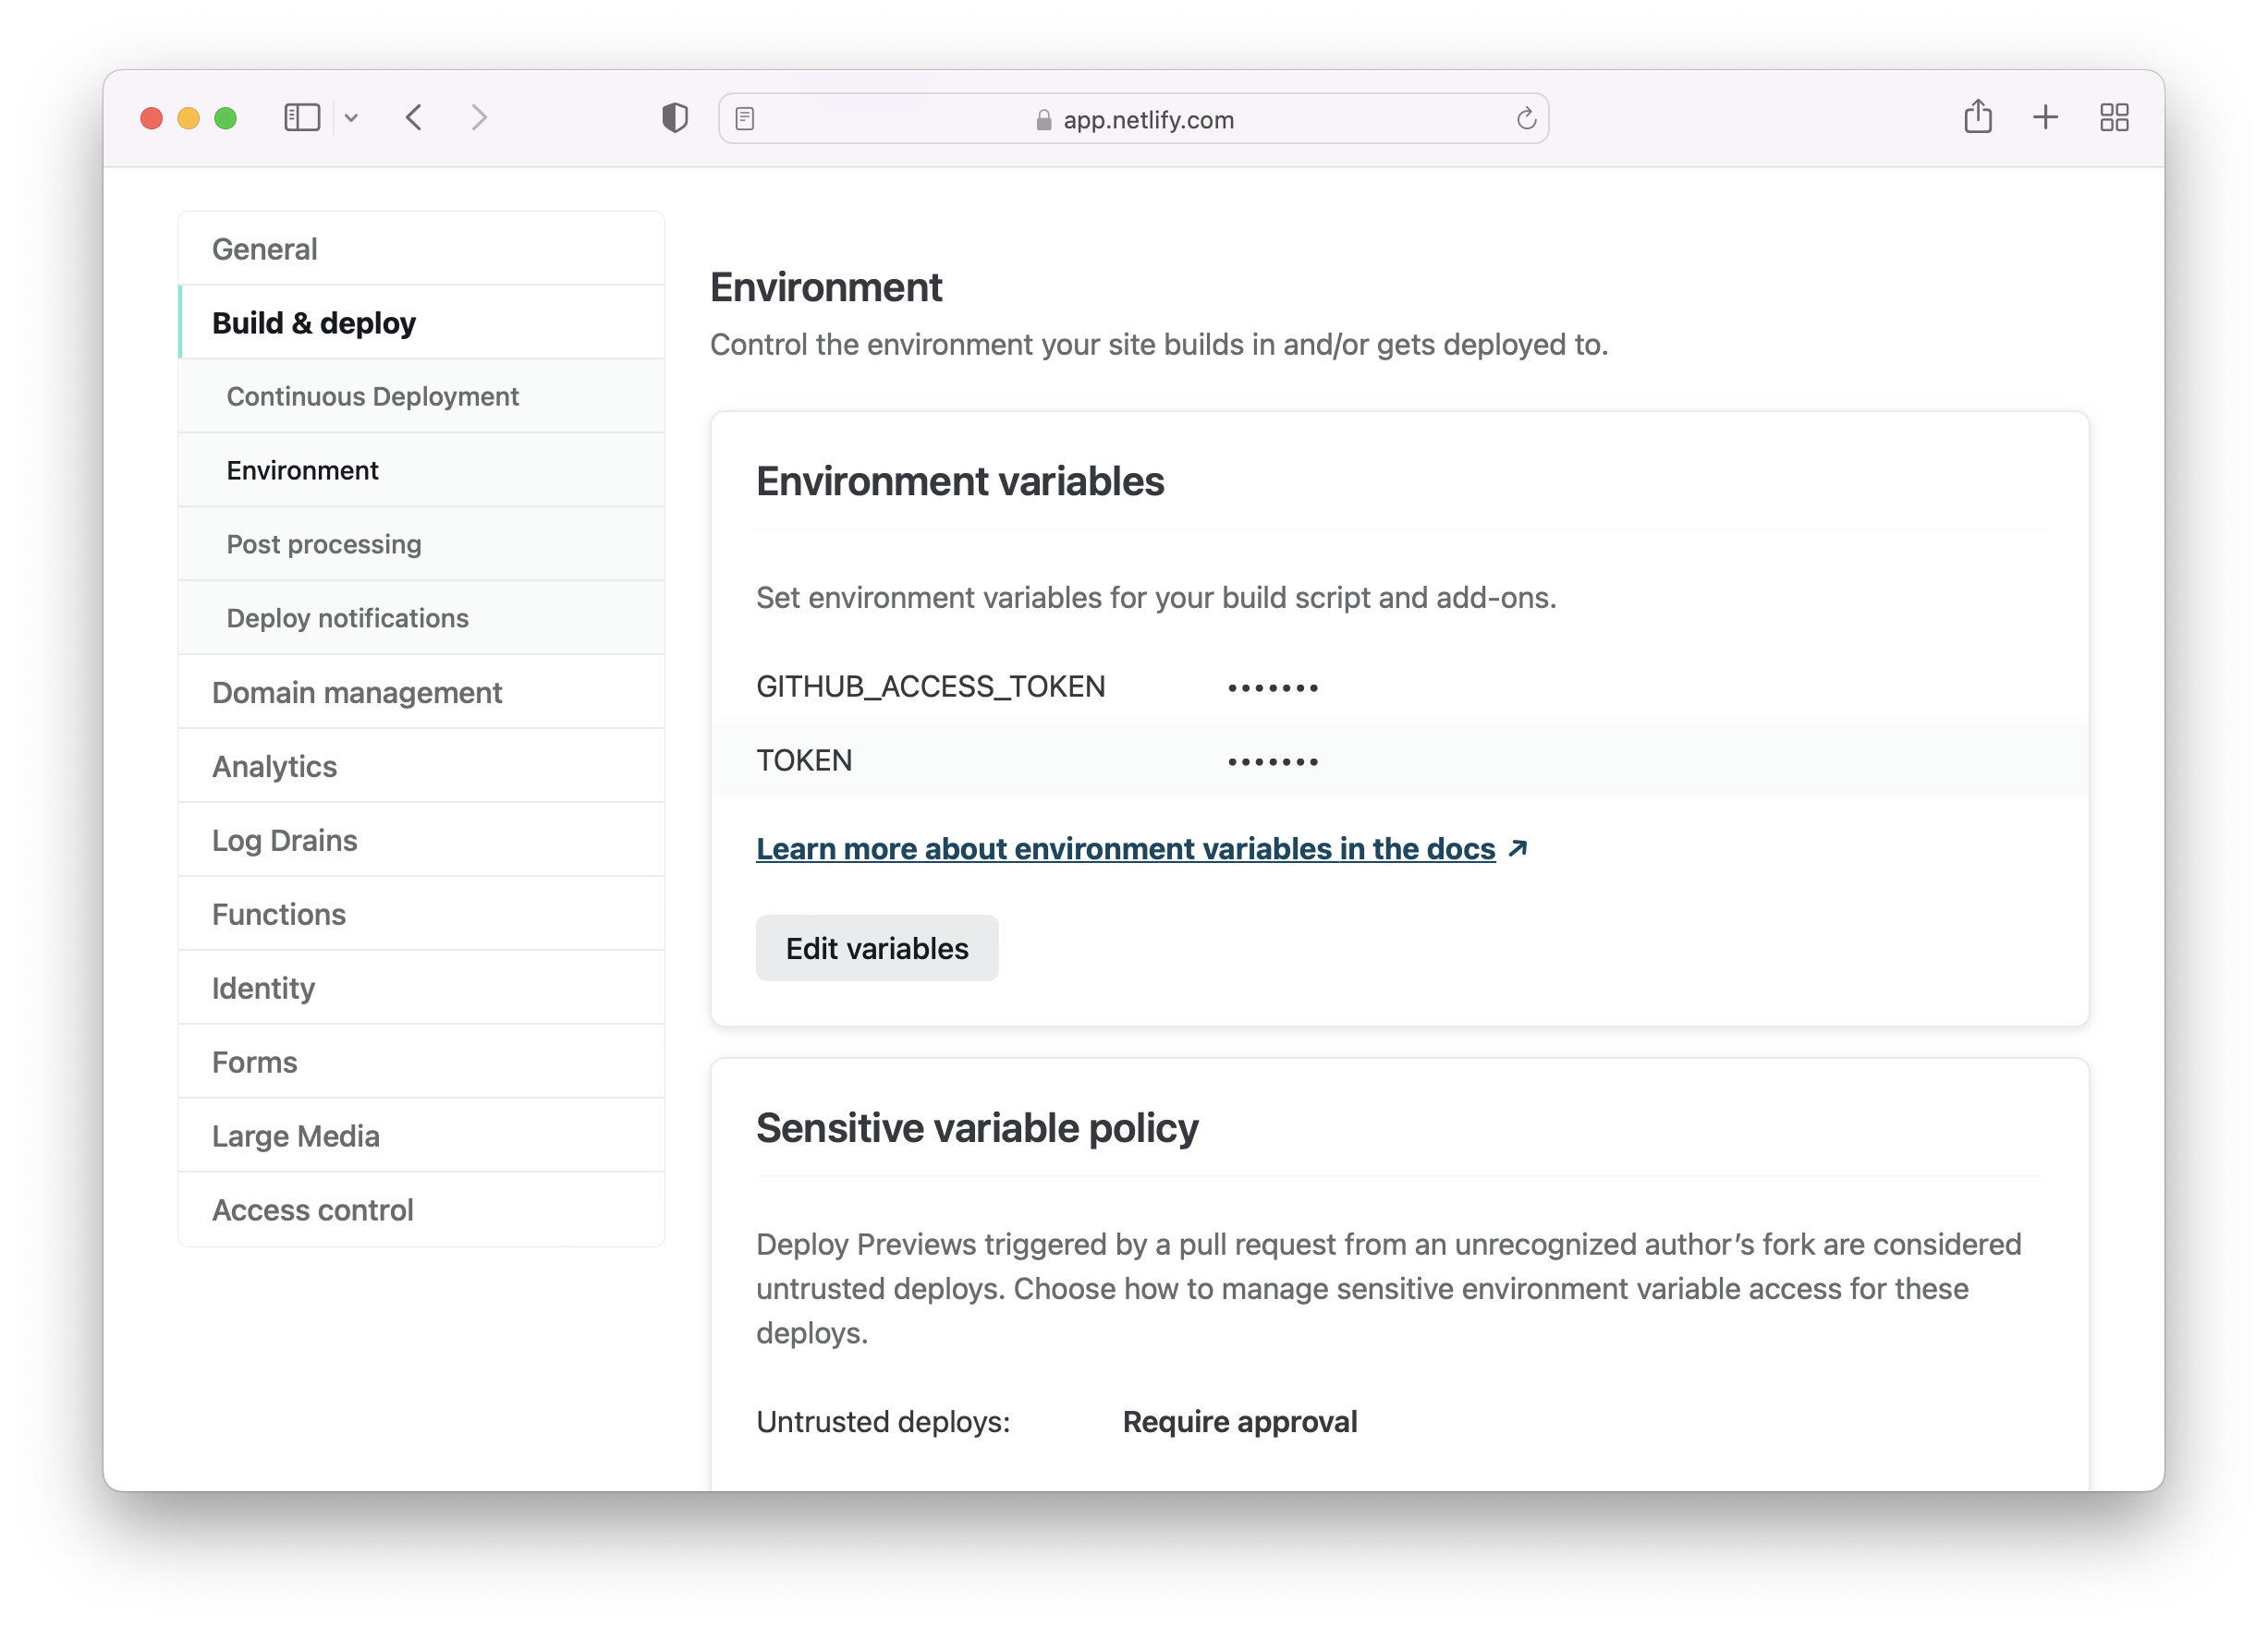 app.netlify.com
General
Build & deploy
Continuous Deployment
Environment
Post processing
Deploy notifications
Domain management
Analytics
Log Drains
Functions
Identity
Forms
Large Media
Access control
Environment
Control the environment your site builds in and/or gets deployed to.
Environment variables
Set environment variables for your build script and add-ons.
GITHUB_ACCESS_TOKEN •••••••
TOKEN •••••••
Learn more about environment variables in the docs ↗
Edit variables
Sensitive variable policy
Deploy Previews triggered by a pull request from an unrecognized author’s fork are considered
untrusted deploys. Choose how to manage sensitive environment variable access for these
deploys.
Untrusted deploys: Require approval